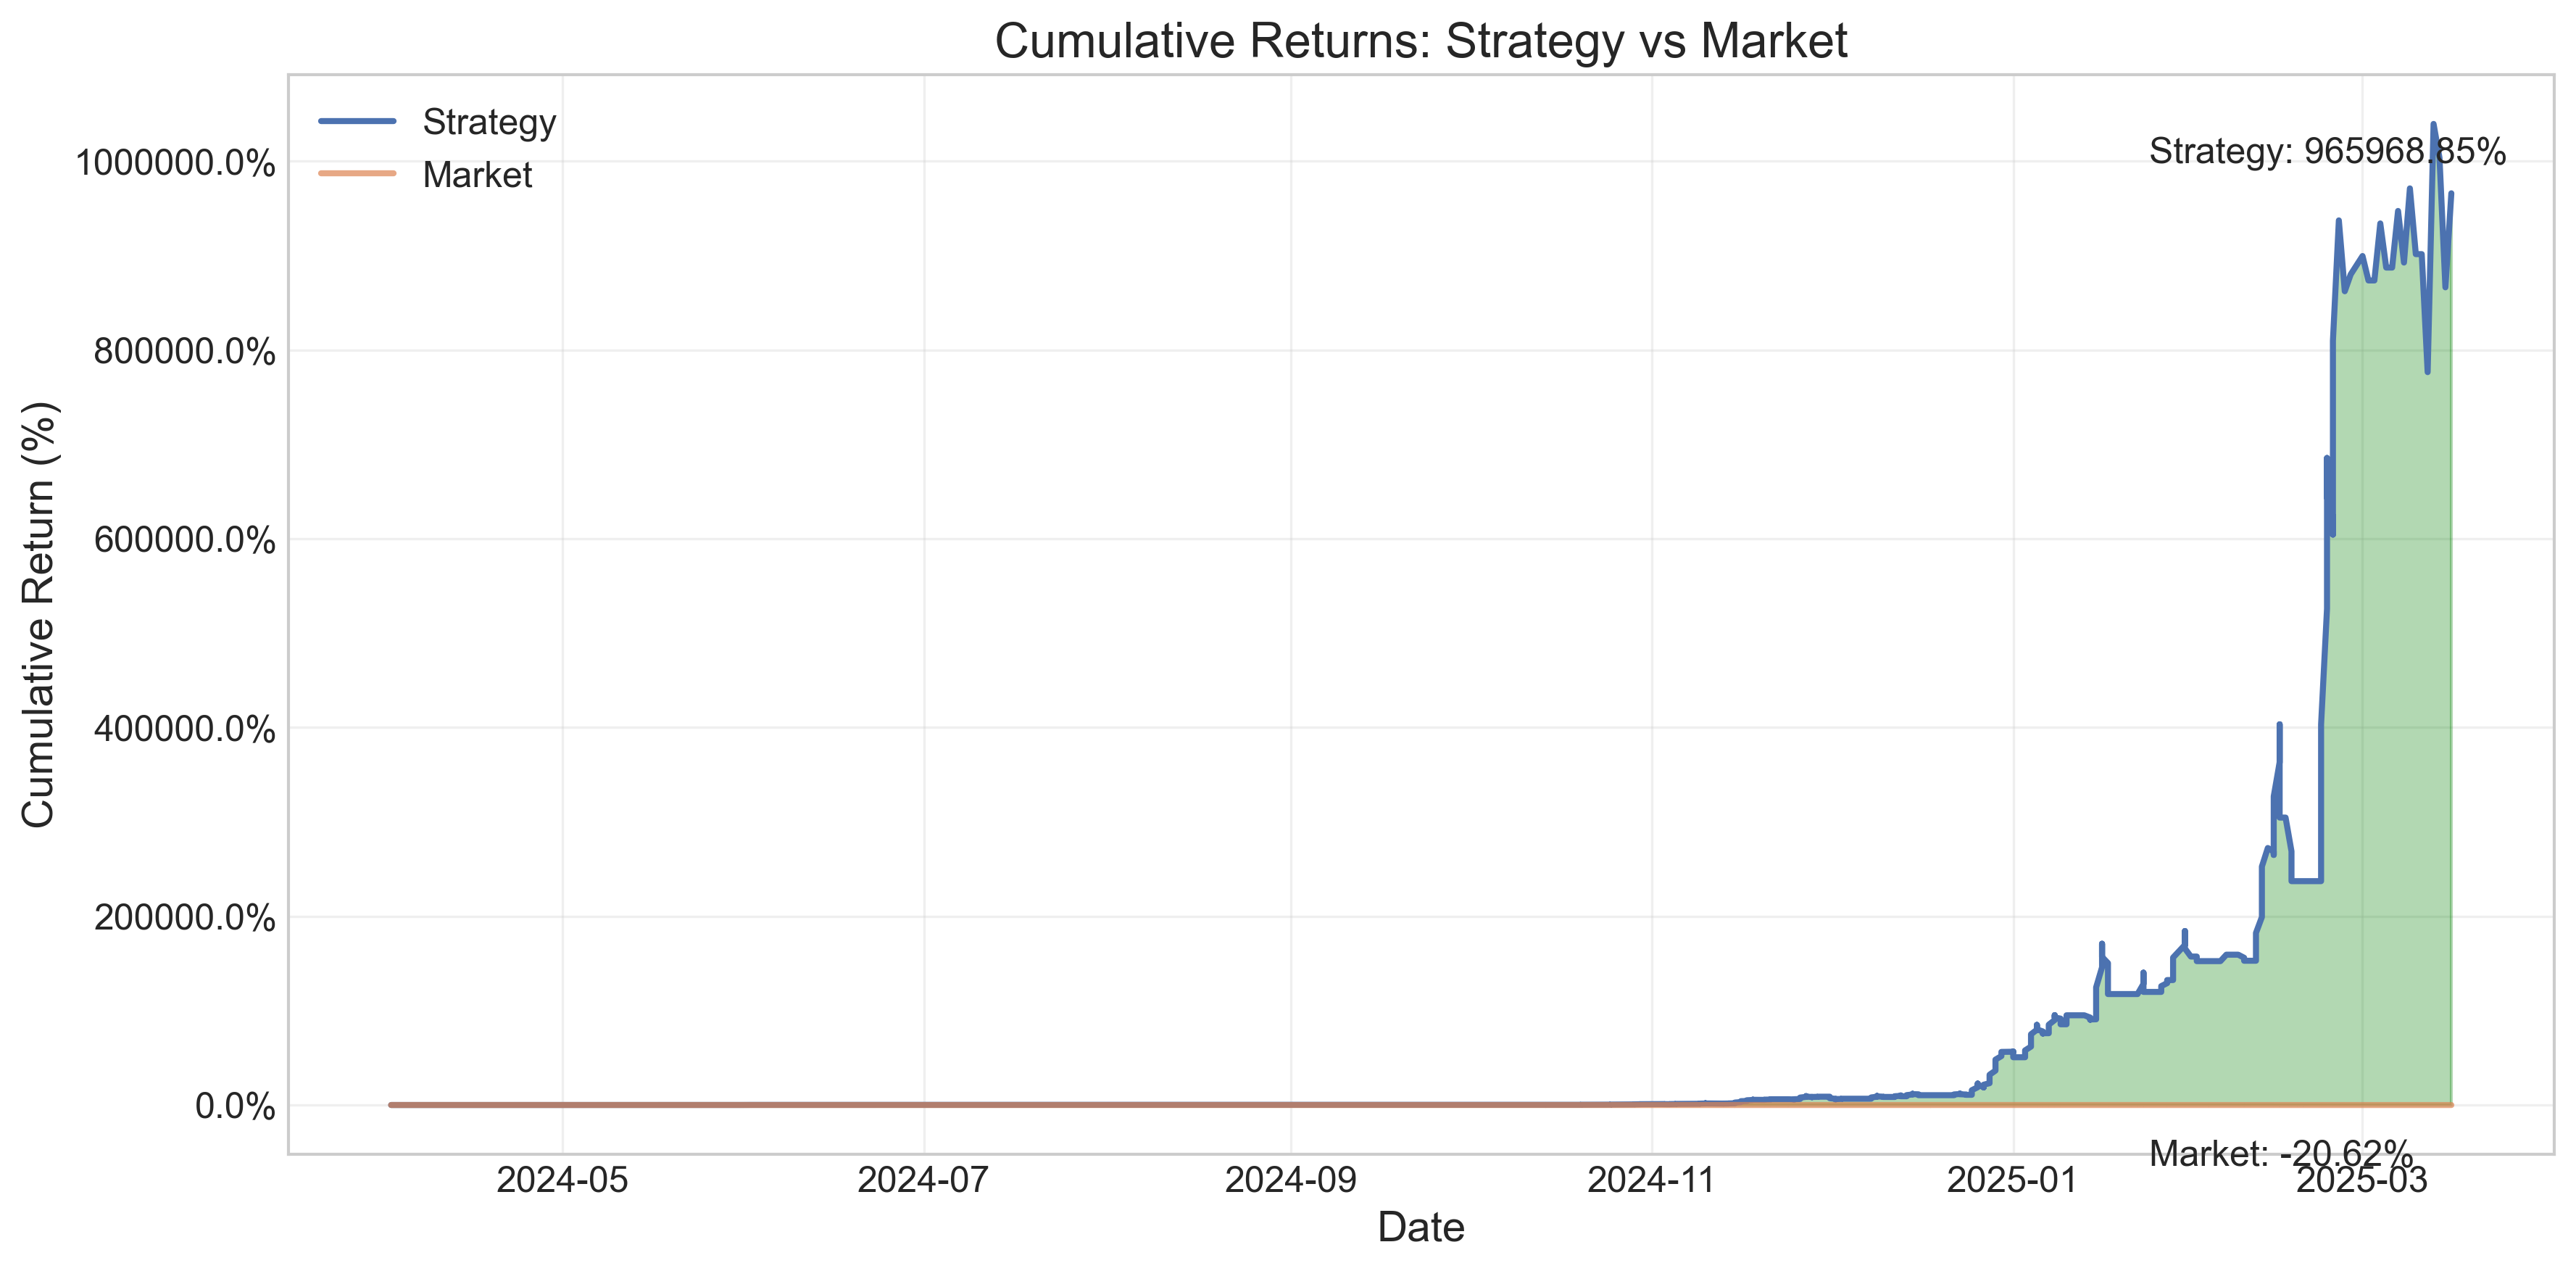 Cumulative Returns: Strategy vs Market
Strategy
Market
Strategy: 965968.85%
1000000.0%
800000.0%
600000.0%
400000.0%
200000.0%
0.0%
Cumulative Return (%)
Market: -20.62%
2024-05
2024-07
2024-09
2024-11
2025-01
2025-03
Date